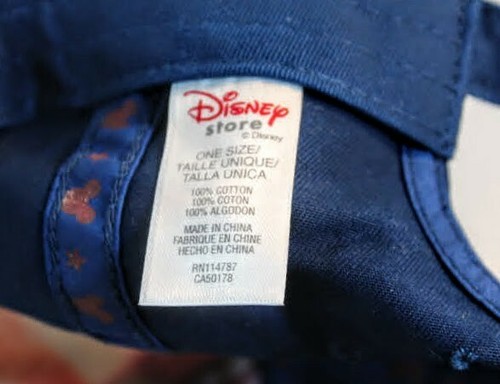 Disney
store
© Disney
ONE SIZE/
TAILLE UNIQUE/
TALLA UNICA
100% COTTON
100% COTON
100% ALGODON
MADE IN CHINA
FABRIQUE EN CHINE
HECHO EN CHINA
RN114787
CA50178